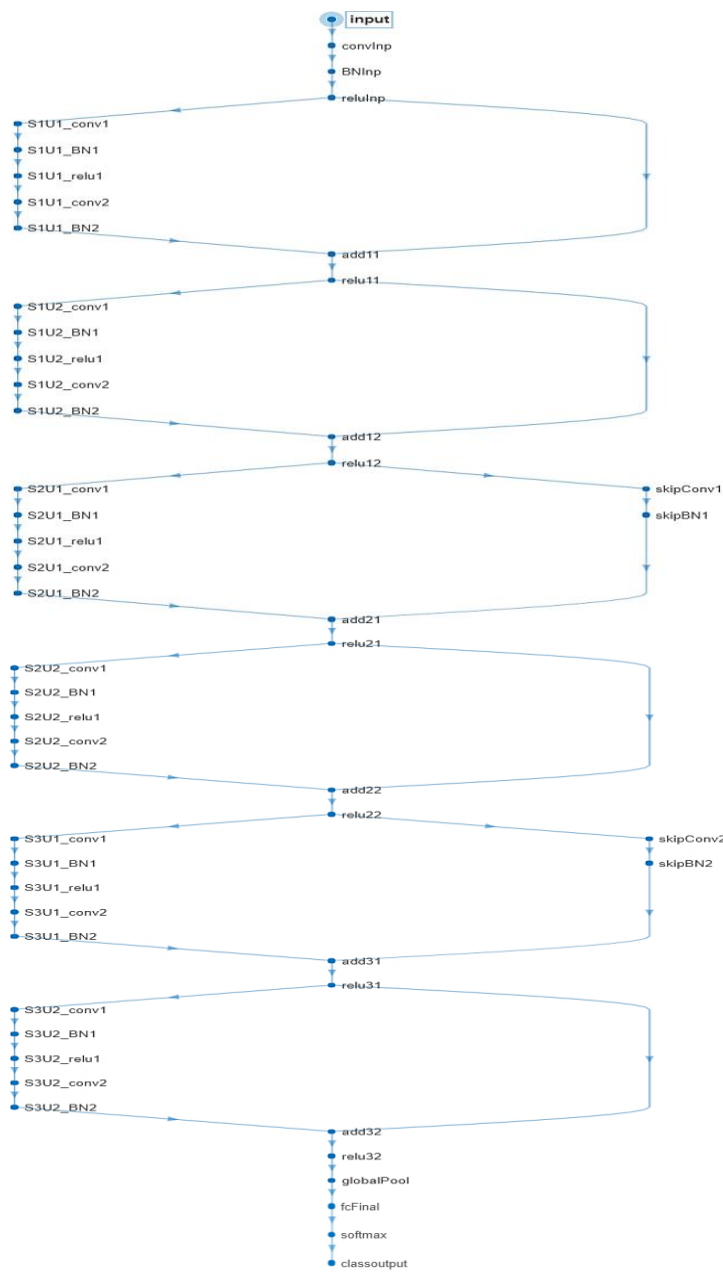 input
convInp
BNInp
reluInp
S1U1_conv1
S1U1_BN1
S1U1_relu1
S1U1_conv2
S1U1_BN2
add11
relu11
S1U2_conv1
S1U2_BN1
S1U2_relu1
S1U2_conv2
S1U2_BN2
add12
relu12
S2U1_conv1 skipConv1
S2U1_BN1 skipBN1
S2U1_relu1
S2U1_conv2
S2U1_BN2
add21
relu21
S2U2_conv1
S2U2_BN1
S2U2_relu1
S2U2_conv2
S2U2_BN2
add22
relu22
S3U1_conv1 skipConv2
S3U1_BN1 skipBN2
S3U1_relu1
S3U1_conv2
S3U1_BN2
add31
relu31
S3U2_conv1
S3U2_BN1
S3U2_relu1
S3U2_conv2
S3U2_BN2
add32
relu32
globalPool
fcFinal
softmax
classoutput